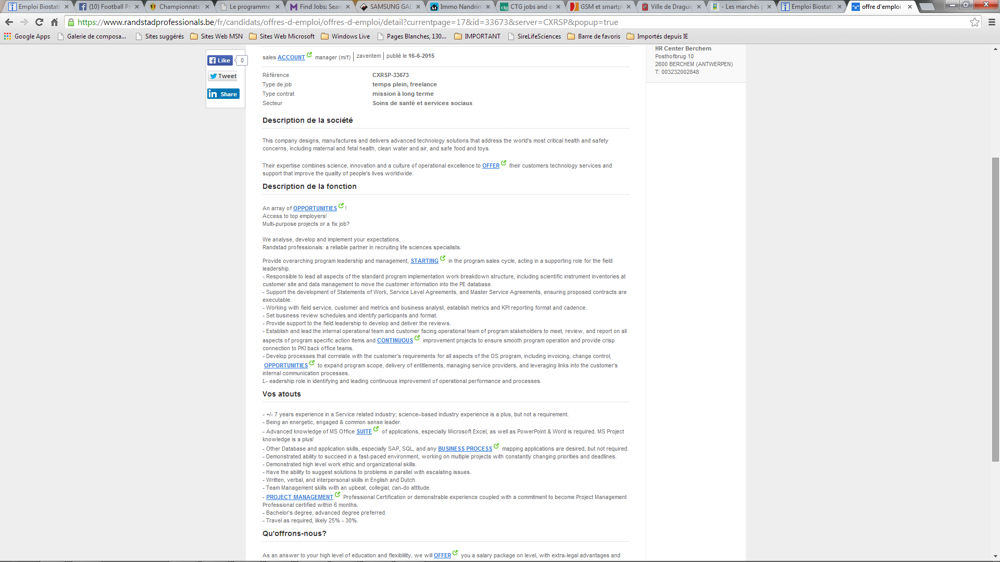 Emploi Biostati
(10) Football Pr
Championnats
Le programme
Find Jobs: Sear
SAMSUNG GAL
Immo Nandrin
CTG jobs and c
GSM et smartp
Ville de Draguig
- Les marchés p
Emploi Biostati
offre d'emploi
https://www.randstadprofessionals.be/fr/candidats/offres-d-emploi/offres-d-emploi/detail?currentpage=17&id=33673&server=CXRSP&popup=true
Google Apps Galerie de composa... Sites suggérés Sites Web MSN Sites Web Microsoft Windows Live Pages Blanches, 130... IMPORTANT SireLifeSciences Barre de favoris Importés depuis IE
Like 0
Tweet
in Share
sales ACCOUNT manager (m/f) | zaventem | publié le 16-6-2015
Référence CXRSP-33673
Type de job temps plein, freelance
Type contrat mission à long terme
Secteur Soins de santé et services sociaux
Description de la société
This company designs, manufactures and delivers advanced technology solutions that address the world's most critical health and safety
concerns, including maternal and fetal health, clean water and air, and safe food and toys.
Their expertise combines science, innovation and a culture of operational excellence to OFFER their customers technology services and
support that improve the quality of people's lives worldwide.
Description de la fonction
An array of OPPORTUNITIES !
Access to top employers!
Multi-purpose projects or a fix job?
We analyse, develop and implement your expectations.
Randstad professionals: a reliable partner in recruiting life sciences specialists.
Provide overarching program leadership and management, STARTING in the program sales cycle, acting in a supporting role for the field
leadership.
- Responsible to lead all aspects of the standard program implementation work breakdown structure, including scientific instrument inventories at
customer site and data management to move the customer information into the PE database.
- Support the development of Statements of Work, Service Level Agreements, and Master Service Agreements, ensuring proposed contracts are
executable.
- Working with field service, customer and metrics and business analyst, establish metrics and KPI reporting format and cadence.
- Set business review schedules and identify participants and format.
- Provide support to the field leadership to develop and deliver the reviews.
- Establish and lead the internal operational team and customer facing operational team of program stakeholders to meet, review, and report on all
aspects of program specific action items and CONTINUOUS improvement projects to ensure smooth program operation and provide crisp
connection to PKI back office teams.
- Develop processes that correlate with the customer's requirements for all aspects of the OS program, including invoicing, change control,
OPPORTUNITIES to expand program scope, delivery of entitlements, managing service providers, and leveraging links into the customer's
internal communication processes.
L- eadership role in identifying and leading continuous improvement of operational performance and processes.
Vos atouts
- +/- 7 years experience in a Service related industry; science–based industry experience is a plus, but not a requirement.
- Being an energetic, engaged & common sense leader.
- Advanced knowledge of MS Office SUITE of applications, especially Microsoft Excel, as well as PowerPoint & Word is required. MS Project
knowledge is a plus!
- Other Database and application skills, especially SAP, SQL, and any BUSINESS PROCESS mapping applications are desired, but not required.
- Demonstrated ability to succeed in a fast-paced environment, working on multiple projects with constantly changing priorities and deadlines.
- Demonstrated high level work ethic and organizational skills.
- Have the ability to suggest solutions to problems in parallel with escalating issues.
- Written, verbal, and interpersonal skills in English and Dutch.
- Team Management skills with an upbeat, collegial, can-do attitude.
- PROJECT MANAGEMENT Professional Certification or demonstrable experience coupled with a commitment to become Project Management
Professional certified within 6 months.
- Bachelor's degree, advanced degree preferred.
- Travel as required, likely 25% - 30%.
Qu'offrons-nous?
As an answer to your high level of education and flexiblility, we will OFFER you a salary package on level, with extra-legal advantages and
HR Center Berchem
Posthofbrug 10
2600 BERCHEM (ANTWERPEN)
T: 003232002848